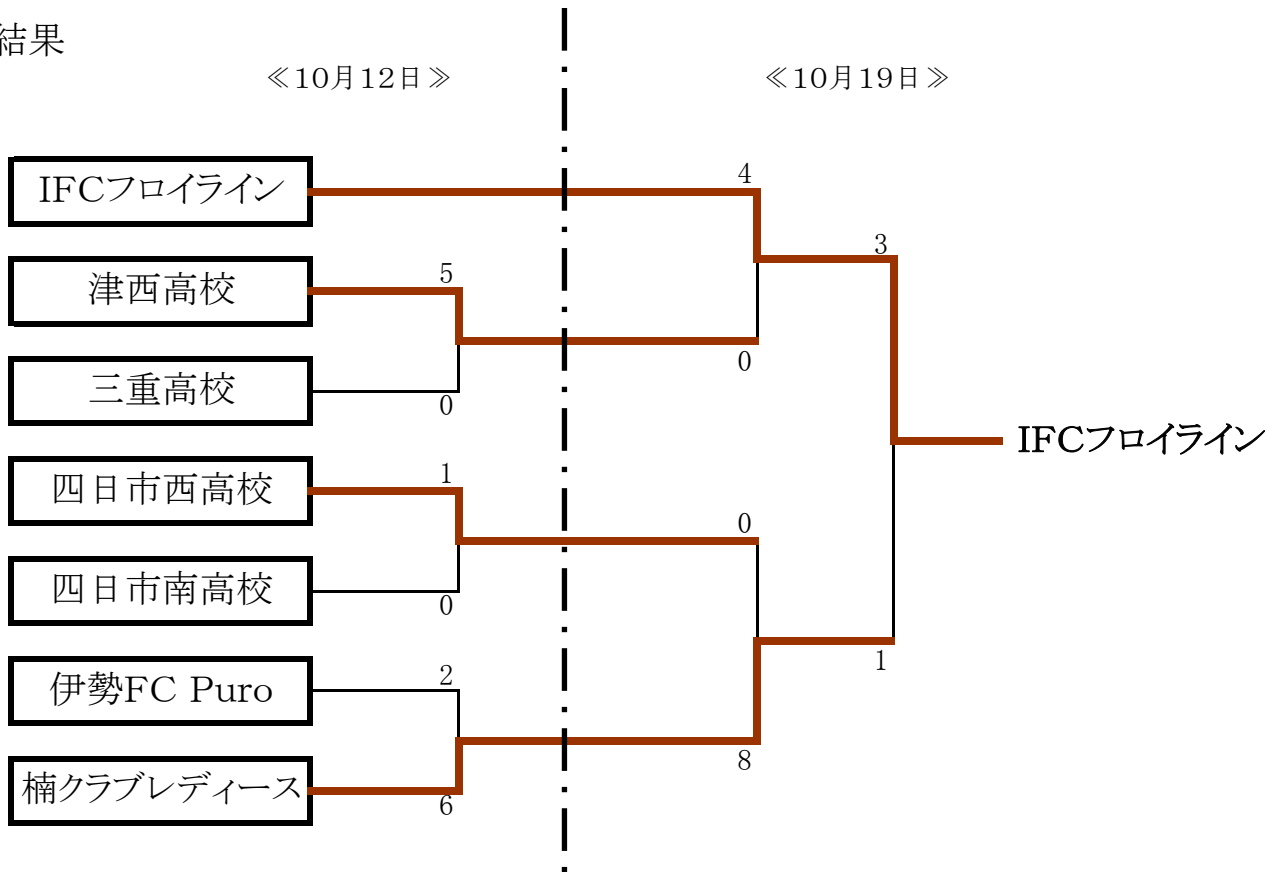 結果
≪10月12日≫
≪10月19日≫
IFCフロイライン
4
3
津西高校
5
0
三重高校
0
IFCフロイライン
四日市西高校
1
0
四日市南高校
0
1
伊勢FC Puro
2
8
楠クラブレディース
6